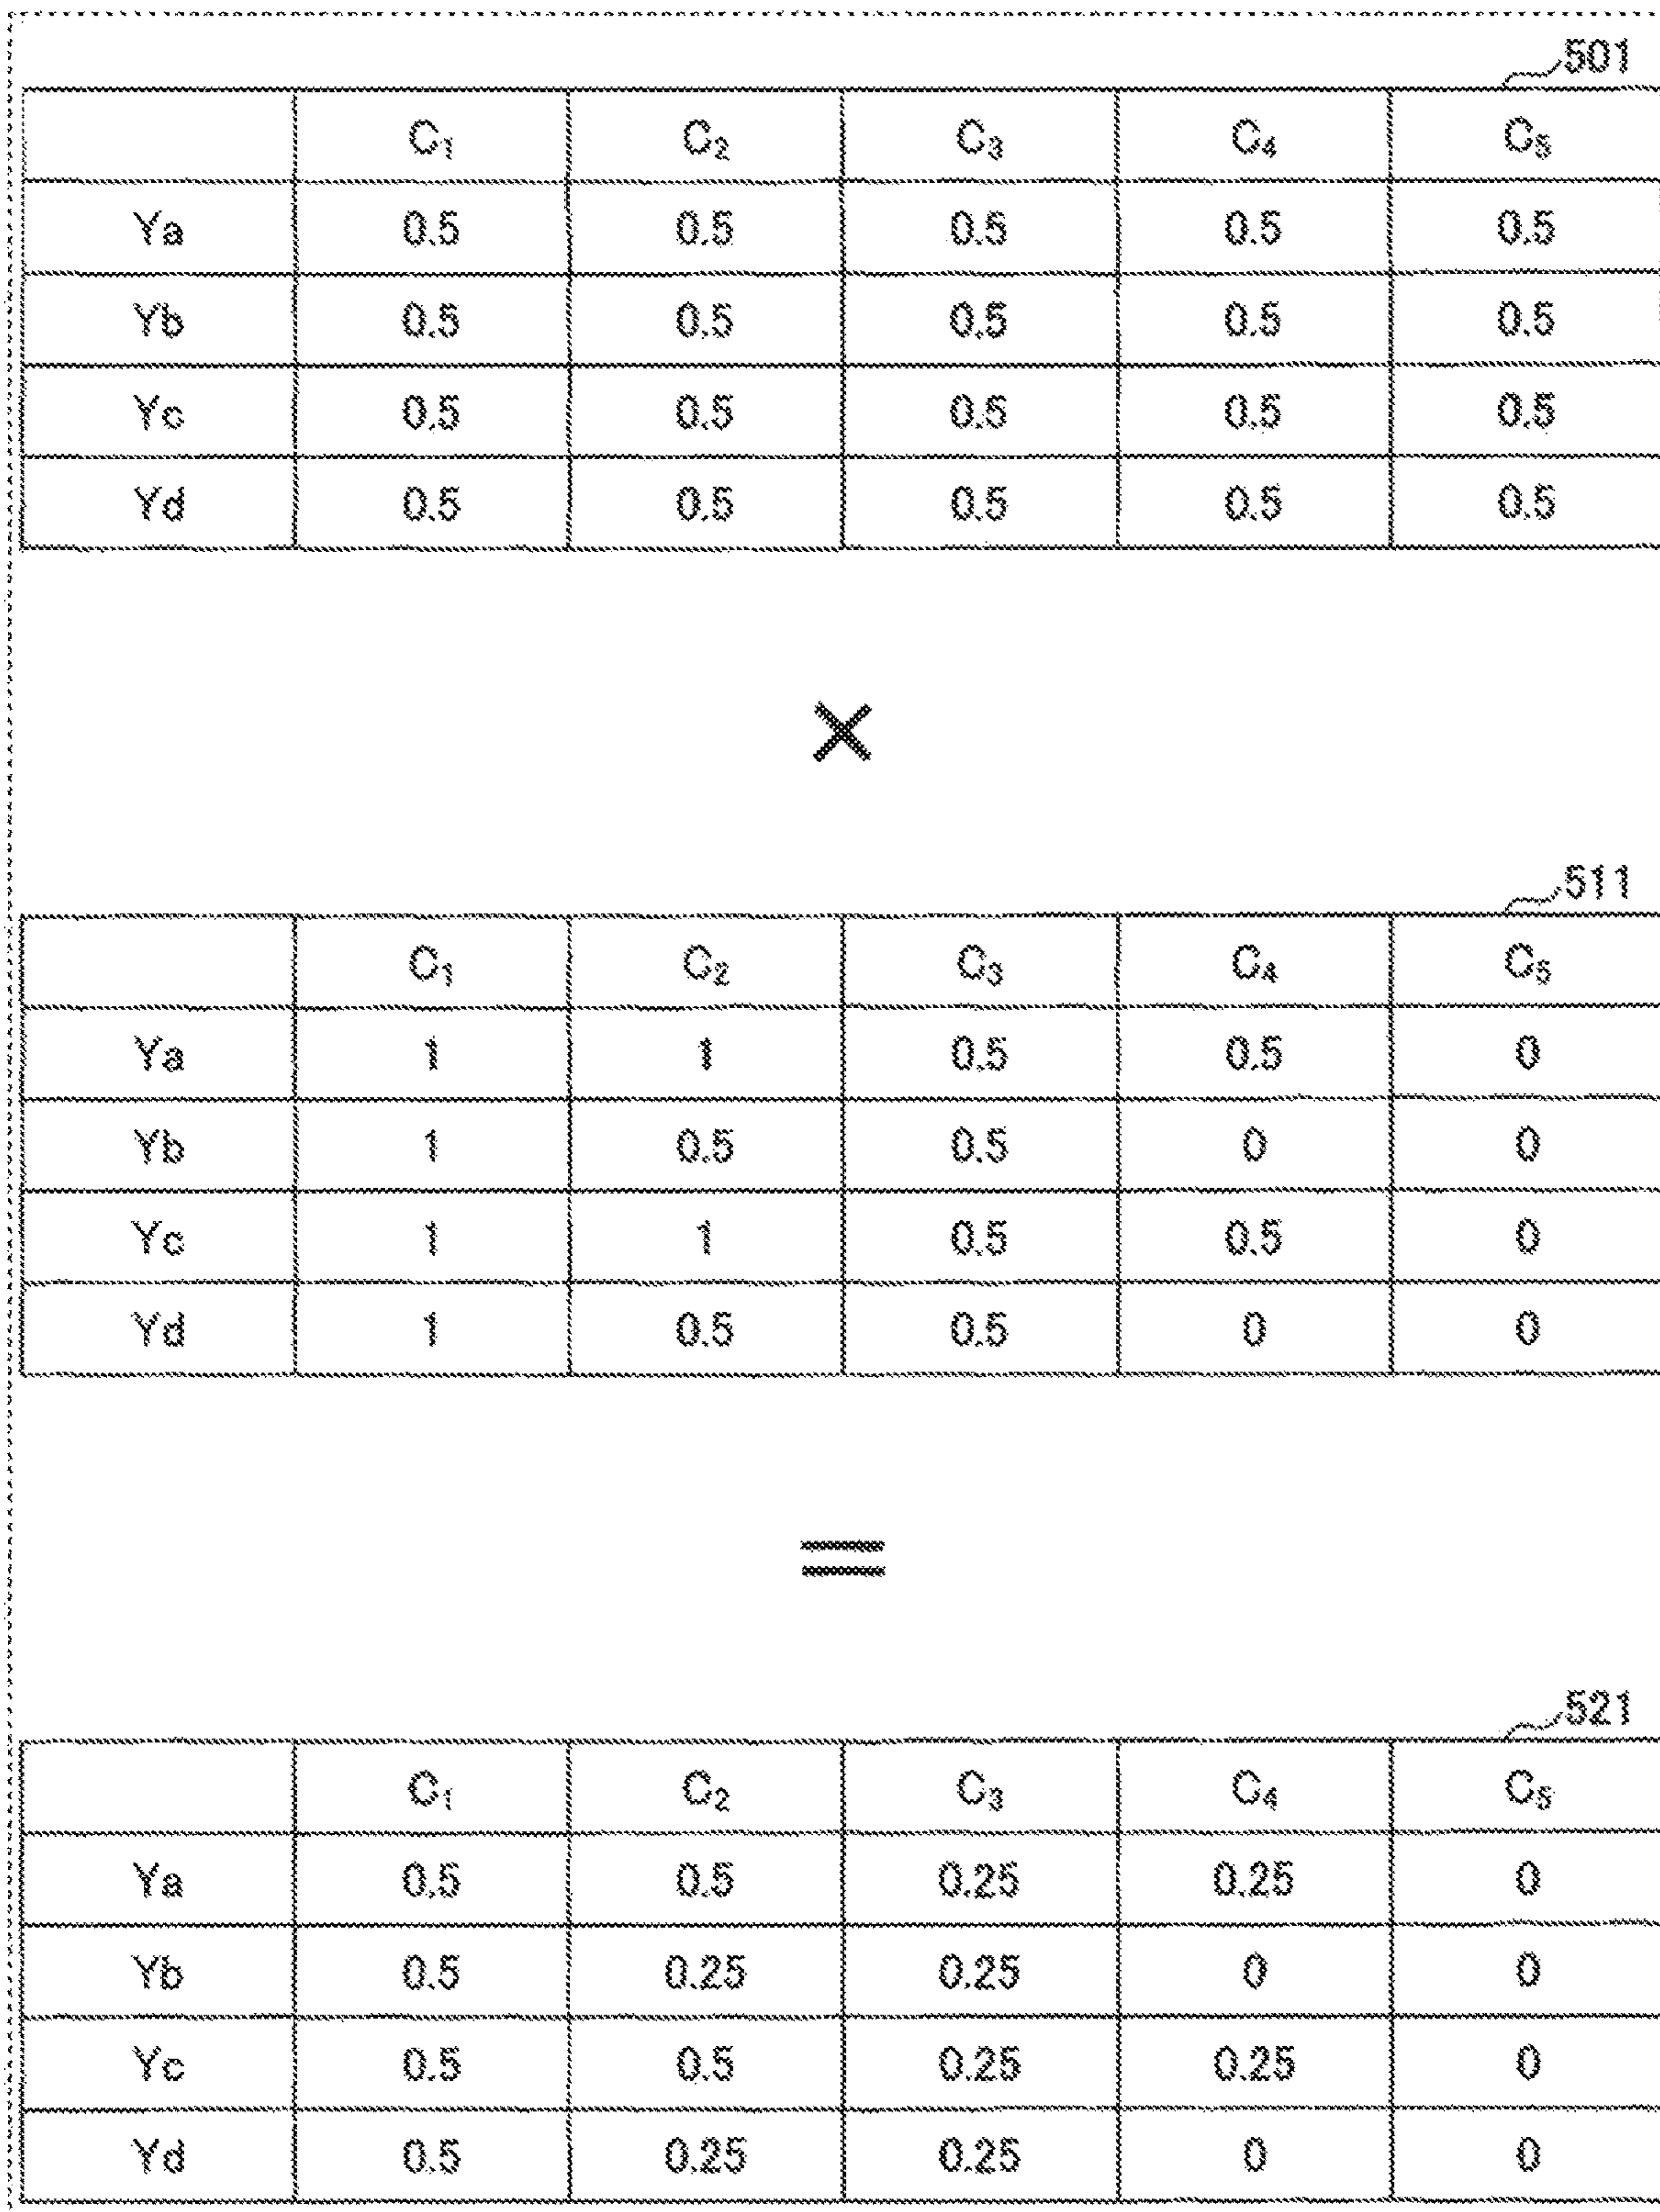 501
C₁ C₂ C₃ C₄ C₅
Ya 0.5 0.5 0.5 0.5 0.5
Yb 0.5 0.5 0.5 0.5 0.5
Yc 0.5 0.5 0.5 0.5 0.5
Yd 0.5 0.5 0.5 0.5 0.5
×
511
C₁ C₂ C₃ C₄ C₅
Ya 1 1 0.5 0.5 0
Yb 1 0.5 0.5 0 0
Yc 1 1 0.5 0.5 0
Yd 1 0.5 0.5 0 0
=
521
C₁ C₂ C₃ C₄ C₅
Ya 0.5 0.5 0.25 0.25 0
Yb 0.5 0.25 0.25 0 0
Yc 0.5 0.5 0.25 0.25 0
Yd 0.5 0.25 0.25 0 0